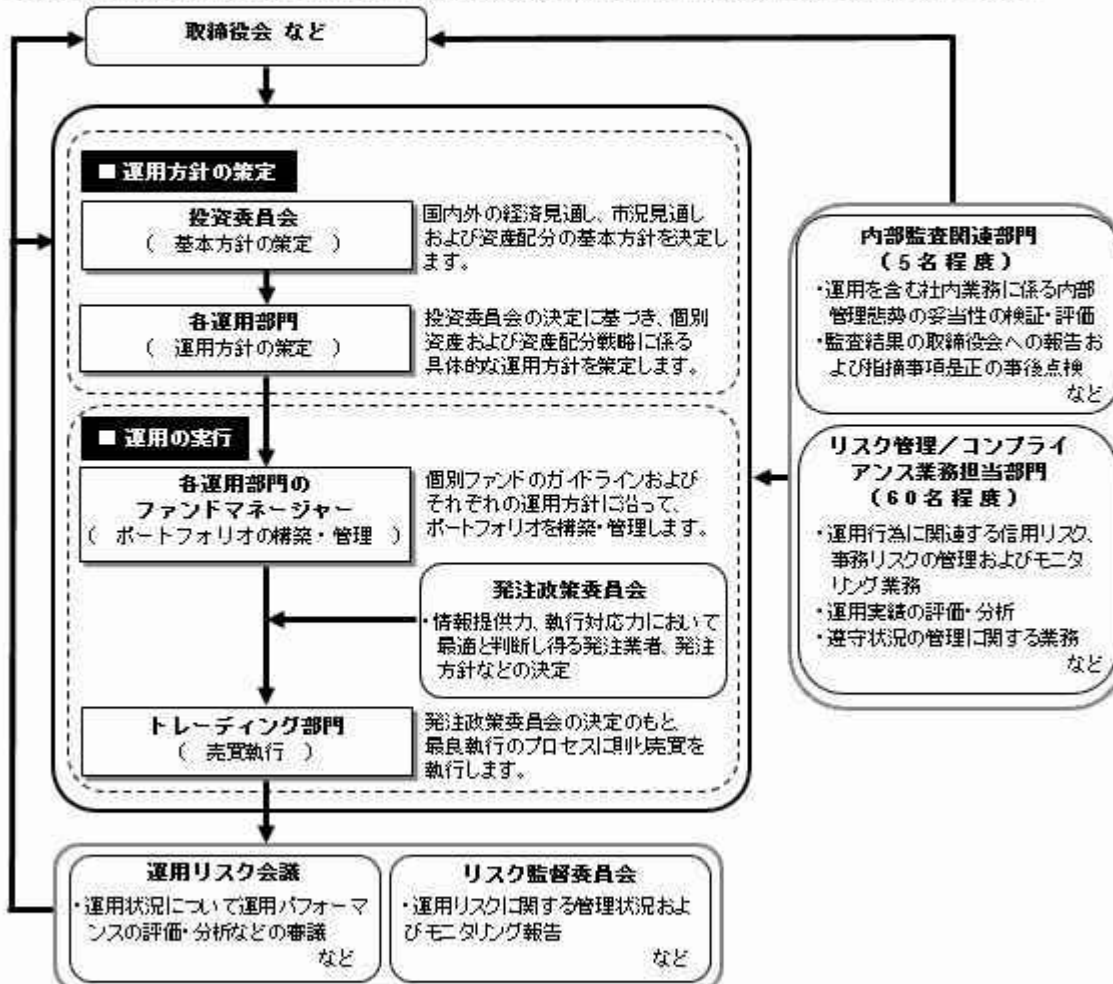 取締役会 など
■ 運用方針の策定
投資委員会
( 基本方針の策定 )
国内外の経済見通し、市況見通し
および資産配分の基本方針を決定し
ます。
各運用部門
( 運用方針の策定 )
投資委員会の決定に基づき、個別
資産および資産配分戦略に係る
具体的な運用方針を策定します。
■ 運用の実行
各運用部門の
ファンドマネージャー
( ポートフォリオの構築・管理 )
個別ファンドのガイドラインおよび
それぞれの運用方針に沿って、
ポートフォリオを構築・管理します。
発注政策委員会
・情報提供力、執行対応力において
最適と判断し得る発注業者、発注
方針などの決定
トレーディング部門
( 売買執行 )
発注政策委員会の決定のもと、
最良執行のプロセスに則り売買を
執行します。
内部監査関連部門
(5名程度)
・運用を含む社内業務に係る内部
管理態勢の妥当性の検証・評価
・監査結果の取締役会への報告お
よび指摘事項是正の事後点検
など
リスク管理/コンプライ
アンス業務担当部門
(60名程度)
・運用行為に関連する信用リスク、
事務リスクの管理およびモニタ
リング業務
・運用実績の評価・分析
・遵守状況の管理に関する業務
など
運用リスク会議
・運用状況について運用パフォーマ
ンスの評価・分析などの審議
など
リスク監督委員会
・運用リスクに関する管理状況およ
びモニタリング報告
など